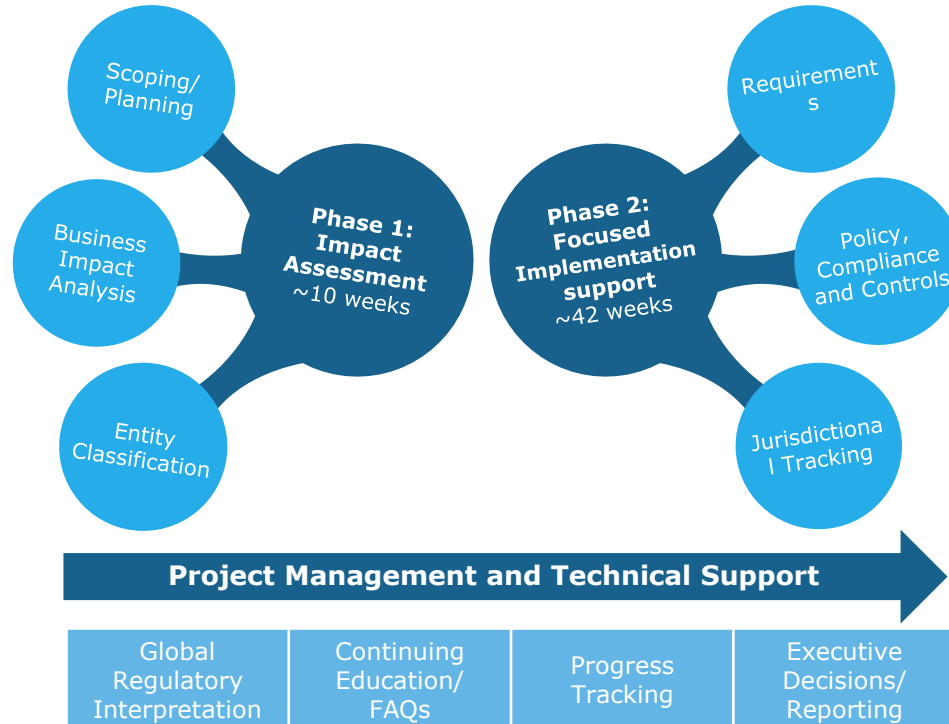 Scoping/
Planning
Business
Impact
Analysis
Entity
Classification
Phase 1:
Impact
Assessment
~10 weeks
Phase 2:
Focused
Implementation
support
~42 weeks
Requirement
s
Policy,
Compliance
and Controls
Jurisdictiona
l Tracking
Project Management and Technical Support
Global
Regulatory
Interpretation
Continuing
Education/
FAQs
Progress
Tracking
Executive
Decisions/
Reporting